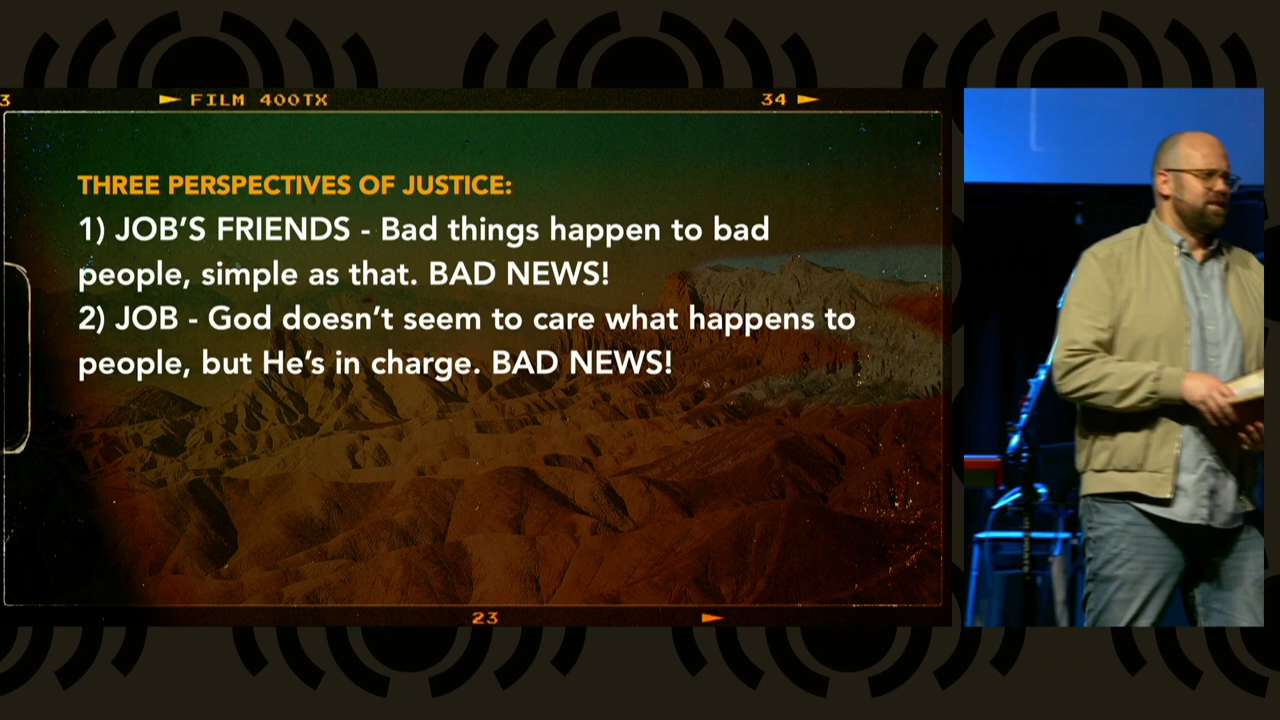 3 FILM 400TX 34
THREE PERSPECTIVES OF JUSTICE:
1) JOB’S FRIENDS - Bad things happen to bad
people, simple as that. BAD NEWS!
2) JOB - God doesn’t seem to care what happens to
people, but He’s in charge. BAD NEWS!
23